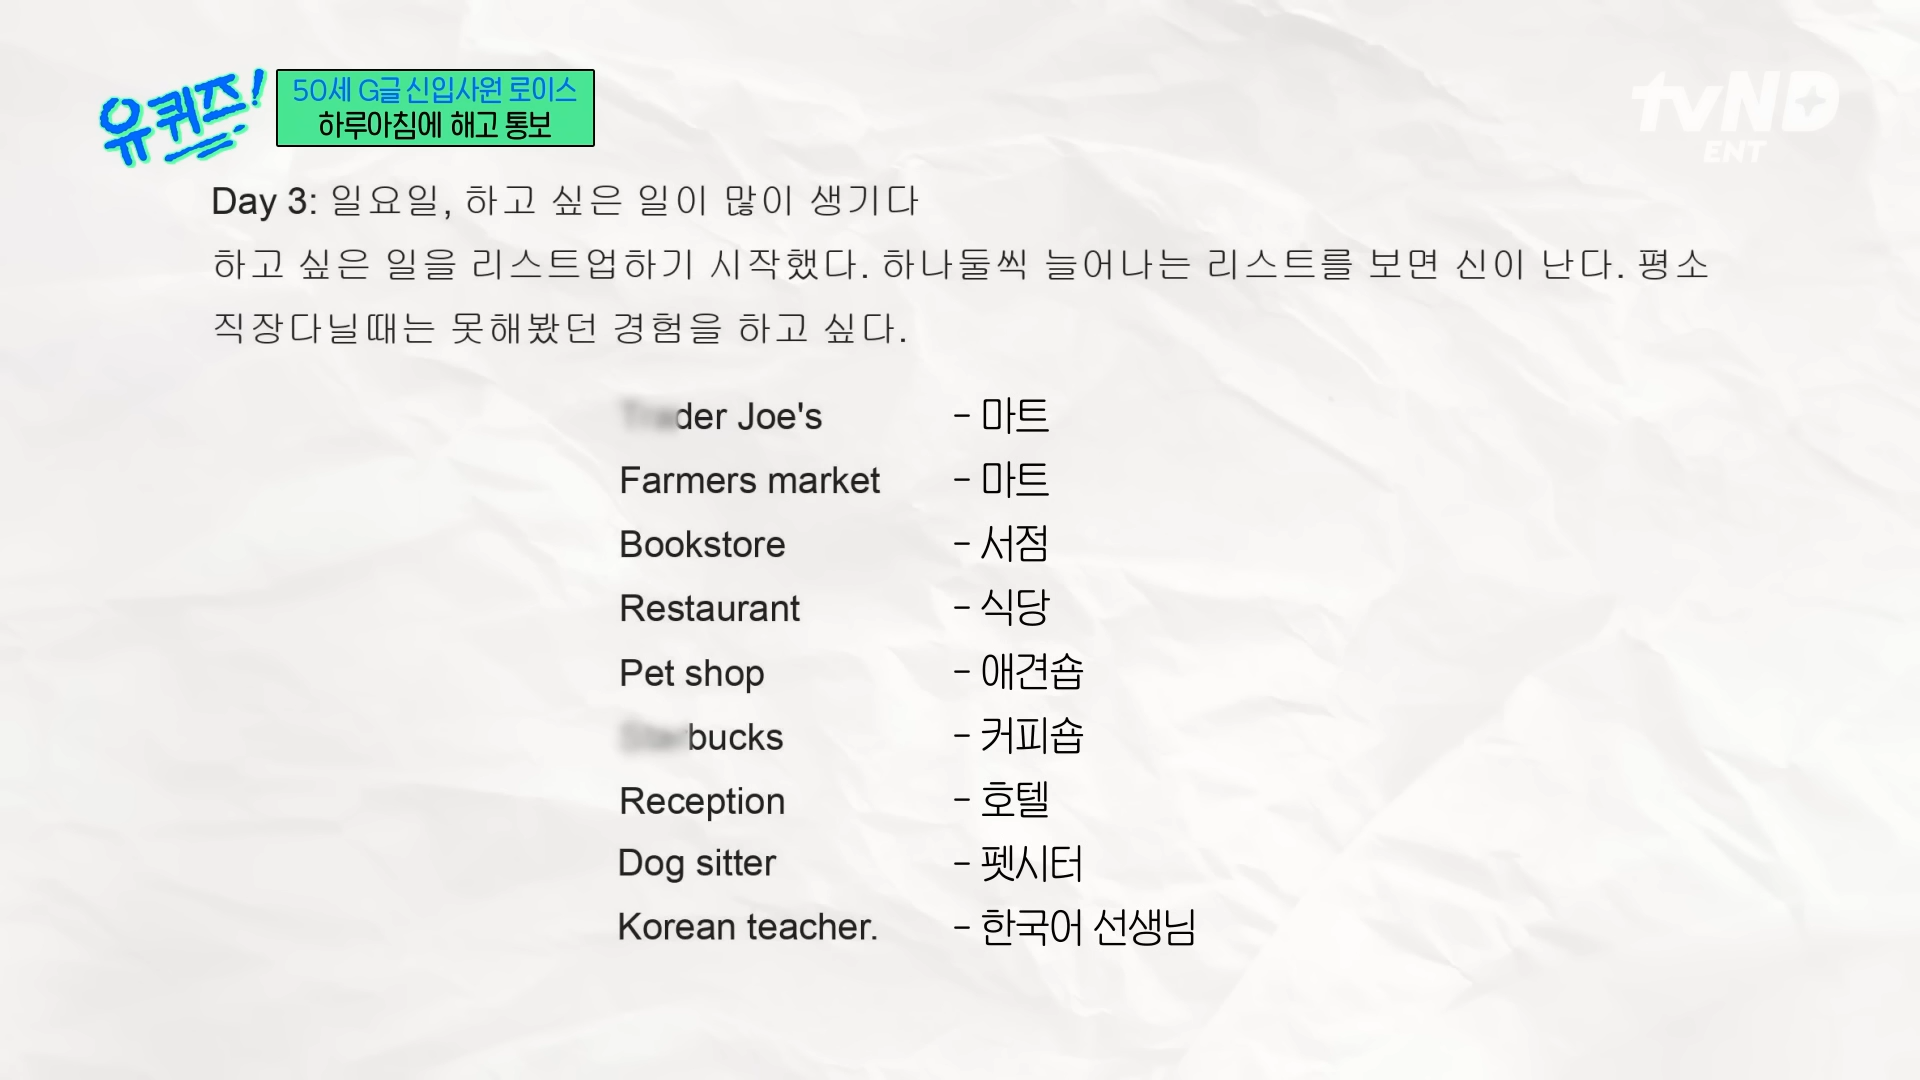 유퀴즈!
50세 G글 신입사원 로이스
하루아침에 해고 통보
tvND
ENT
Day 3: 일요일, 하고 싶은 일이 많이 생기다
하고 싶은 일을 리스트업하기 시작했다. 하나둘씩 늘어나는 리스트를 보면 신이 난다. 평소
직장다닐때는 못해봤던 경험을 하고 싶다.
der Joe's - 마트
Farmers market - 마트
Bookstore - 서점
Restaurant - 식당
Pet shop - 애견숍
bucks - 커피숍
Reception - 호텔
Dog sitter - 펫시터
Korean teacher. - 한국어 선생님